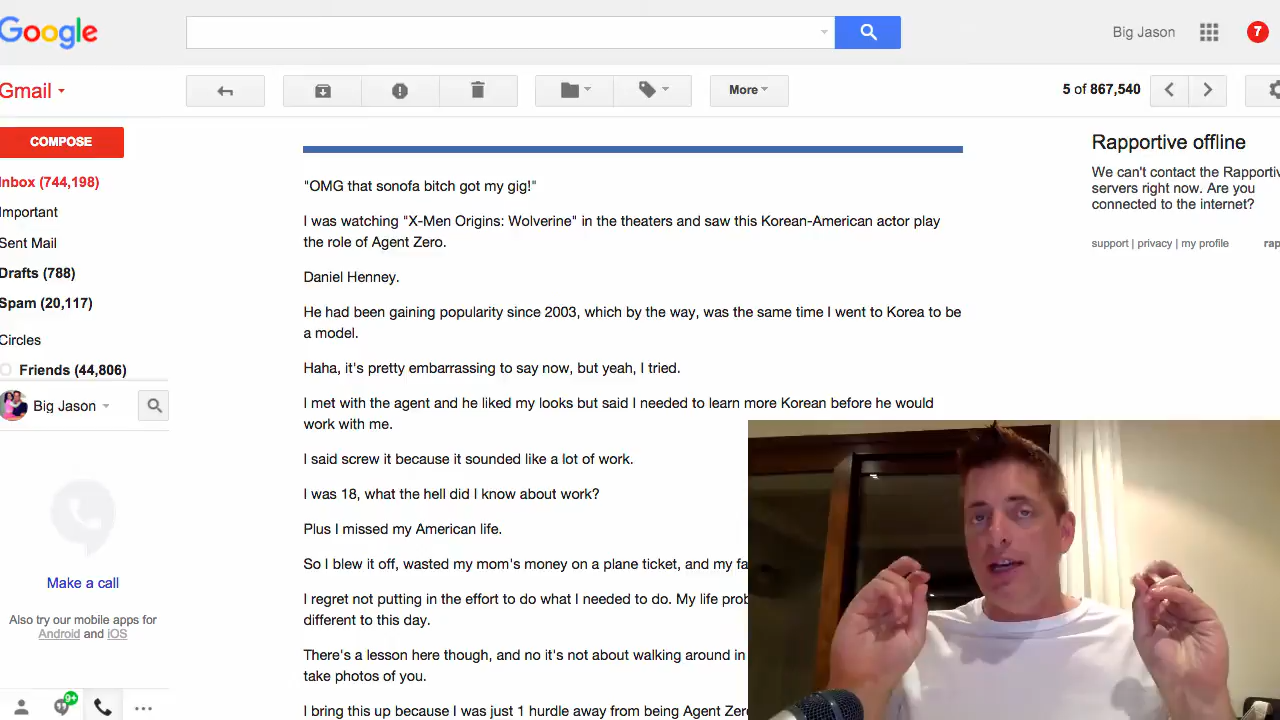 Google
Big Jason
7
Gmail
More
5 of 867,540
COMPOSE
Inbox (744,198)
Important
Sent Mail
Drafts (788)
Spam (20,117)
Circles
Friends (44,806)
Big Jason
Make a call
Also try our mobile apps for
Android and iOS
9+
"OMG that sonofa bitch got my gig!"
I was watching "X-Men Origins: Wolverine" in the theaters and saw this Korean-American actor play
the role of Agent Zero.
Daniel Henney.
He had been gaining popularity since 2003, which by the way, was the same time I went to Korea to be
a model.
Haha, it's pretty embarrassing to say now, but yeah, I tried.
I met with the agent and he liked my looks but said I needed to learn more Korean before he would
work with me.
I said screw it because it sounded like a lot of work.
I was 18, what the hell did I know about work?
Plus I missed my American life.
So I blew it off, wasted my mom's money on a plane ticket, and my fa
I regret not putting in the effort to do what I needed to do. My life prob
different to this day.
There's a lesson here though, and no it's not about walking around in
take photos of you.
I bring this up because I was just 1 hurdle away from being Agent Zero
Rapportive offline
We can't contact the Rapportive
servers right now. Are you
connected to the internet?
support | privacy | my profile
rap